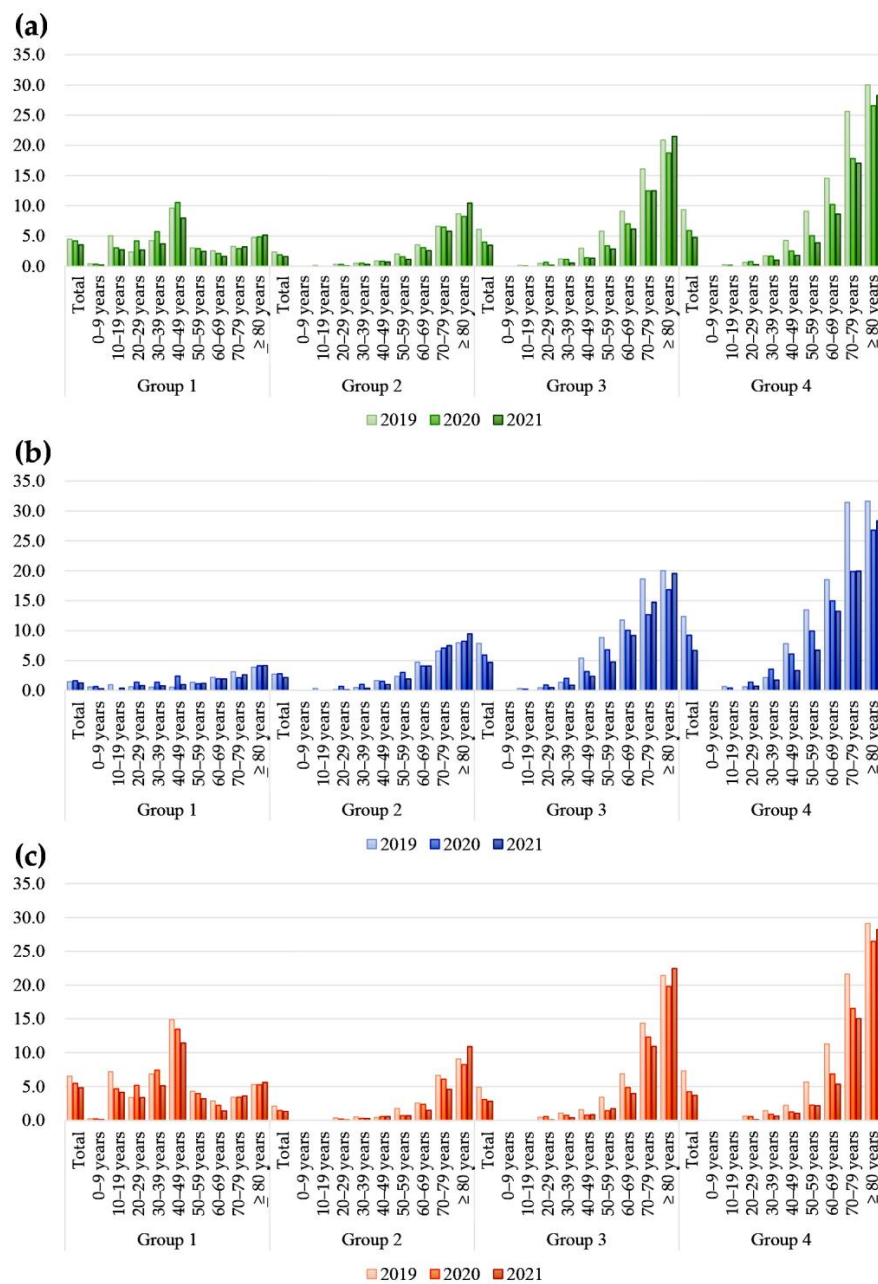 (a)
35.0
30.0
25.0
20.0
15.0
10.0
5.0
0.0
Total
0–9 years
10–19 years
20–29 years
30–39 years
40–49 years
50–59 years
60–69 years
70–79 years
≥ 80 years
Total
0–9 years
10–19 years
20–29 years
30–39 years
40–49 years
50–59 years
60–69 years
70–79 years
≥ 80 years
Total
0–9 years
10–19 years
20–29 years
30–39 years
40–49 years
50–59 years
60–69 years
70–79 years
≥ 80 years
Total
0–9 years
10–19 years
20–29 years
30–39 years
40–49 years
50–59 years
60–69 years
70–79 years
≥ 80 years
Group 1 Group 2 Group 3 Group 4
2019 2020 2021
(b)
35.0
30.0
25.0
20.0
15.0
10.0
5.0
0.0
Total
0–9 years
10–19 years
20–29 years
30–39 years
40–49 years
50–59 years
60–69 years
70–79 years
≥ 80 years
Total
0–9 years
10–19 years
20–29 years
30–39 years
40–49 years
50–59 years
60–69 years
70–79 years
≥ 80 years
Total
0–9 years
10–19 years
20–29 years
30–39 years
40–49 years
50–59 years
60–69 years
70–79 years
≥ 80 years
Total
0–9 years
10–19 years
20–29 years
30–39 years
40–49 years
50–59 years
60–69 years
70–79 years
≥ 80 years
Group 1 Group 2 Group 3 Group 4
2019 2020 2021
(c)
35.0
30.0
25.0
20.0
15.0
10.0
5.0
0.0
Total
0–9 years
10–19 years
20–29 years
30–39 years
40–49 years
50–59 years
60–69 years
70–79 years
≥ 80 years
Total
0–9 years
10–19 years
20–29 years
30–39 years
40–49 years
50–59 years
60–69 years
70–79 years
≥ 80 years
Total
0–9 years
10–19 years
20–29 years
30–39 years
40–49 years
50–59 years
60–69 years
70–79 years
≥ 80 years
Total
0–9 years
10–19 years
20–29 years
30–39 years
40–49 years
50–59 years
60–69 years
70–79 years
≥ 80 years
Group 1 Group 2 Group 3 Group 4
2019 2020 2021